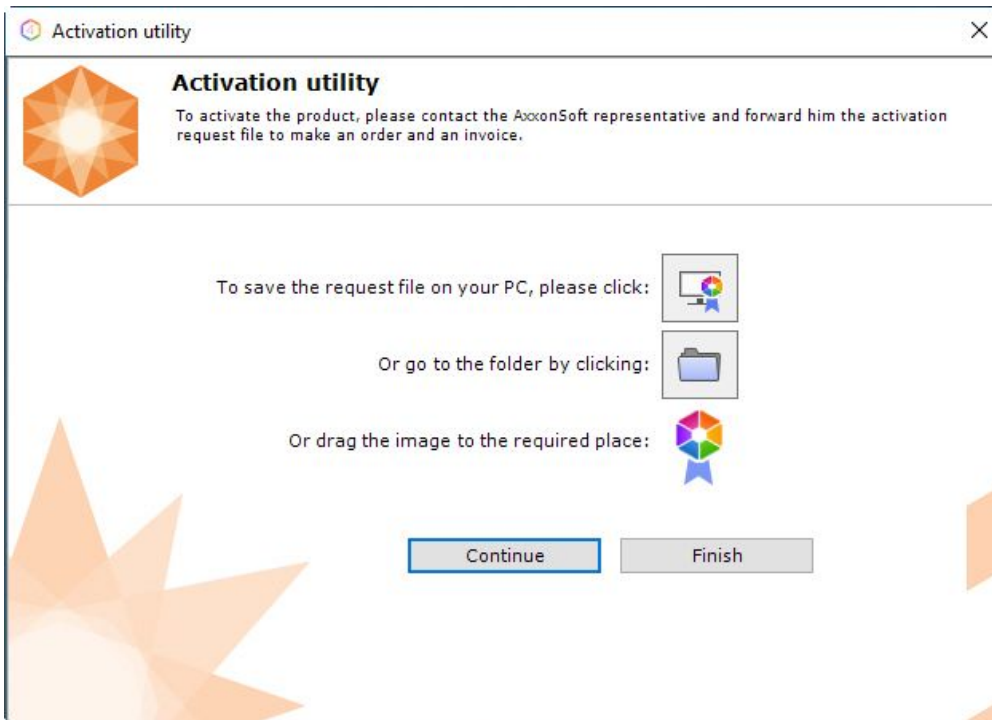 Activation utility
Activation utility
To activate the product, please contact the AxxonSoft representative and forward him the activation
request file to make an order and an invoice.
To save the request file on your PC, please click:
Or go to the folder by clicking:
Or drag the image to the required place:
Continue Finish